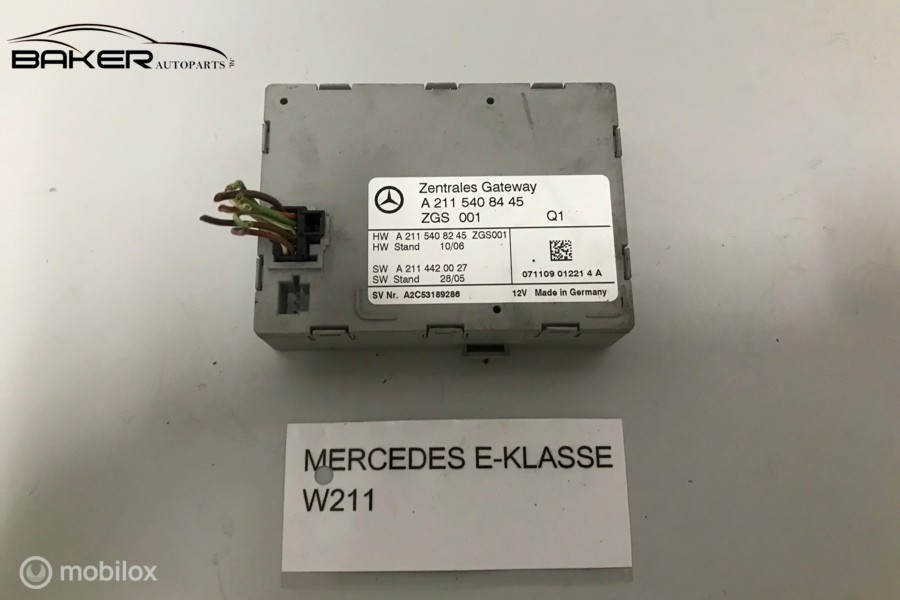 BAKER AUTOPARTS.NL
Zentrales Gateway
A 211 540 84 45
ZGS 001 Q1
HW A 211 540 82 45 ZGS001
HW Stand 10/06
SW A 211 442 00 27
SW Stand 28/05
071109 01221 4 A
SV Nr. A2C53189286 12V Made in Germany
MERCEDES E-KLASSE
W211
mobilox